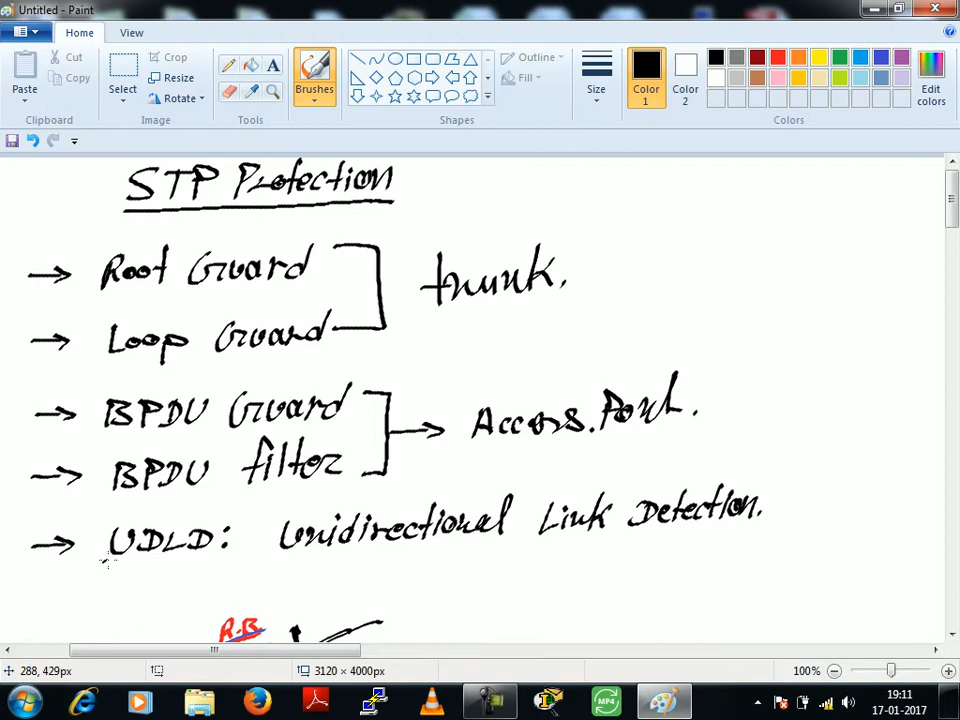 Untitled - Paint
Home
View
Paste
Cut
Copy
Clipboard
Select
Crop
Resize
Rotate
Image
Tools
Brushes
Outline
Fill
Shapes
Size
Color 1
Color 2
Edit colors
Colors
STP Protection
→ Root Guard
→ Loop Guard
trunk.
→ BPDU Guard
→ BPDU filter
→ Access.Port.
→ UDLD: Unidirectional Link Detection.
R.B
288, 429px
3120 × 4000px
100%
MP4
19:11
17-01-2017